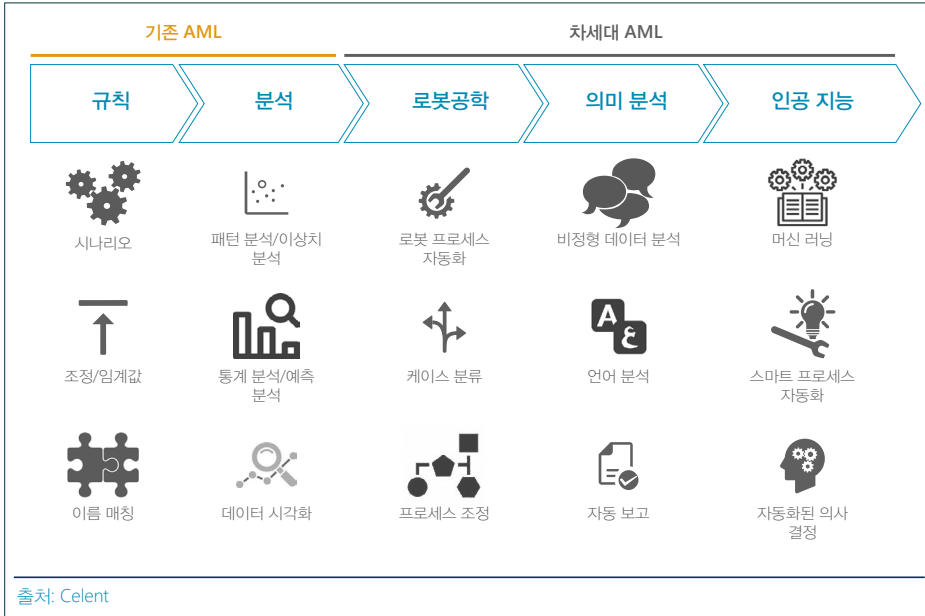 기존 AML
차세대 AML
규칙
분석
로봇공학
의미 분석
인공 지능
시나리오
패턴 분석/이상치
분석
로봇 프로세스
자동화
비정형 데이터 분석
머신 러닝
조정/임계값
통계 분석/예측
분석
케이스 분류
A
ع
언어 분석
스마트 프로세스
자동화
이름 매칭
데이터 시각화
프로세스 조정
자동 보고
자동화된 의사
결정
출처: Celent